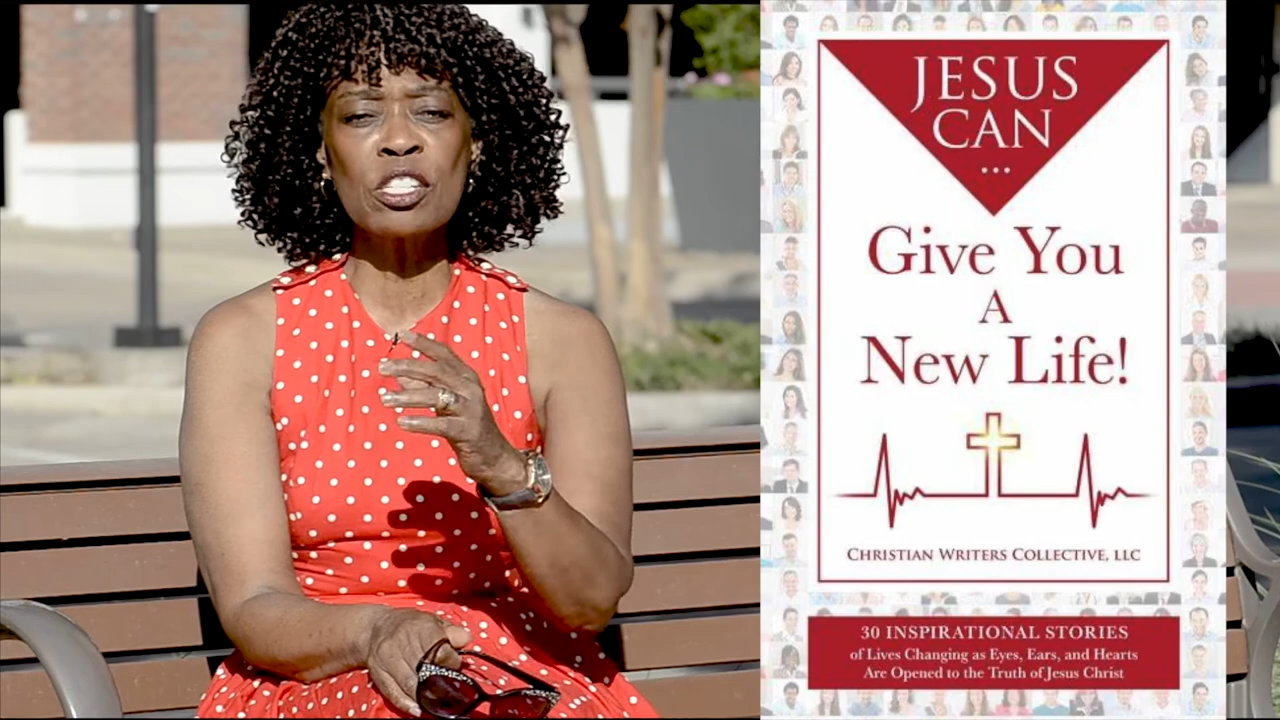 JESUS
CAN
...
Give You
A
New Life!
CHRISTIAN WRITERS COLLECTIVE, LLC
30 INSPIRATIONAL STORIES
of Lives Changing as Eyes, Ears, and Hearts
Are Opened to the Truth of Jesus Christ